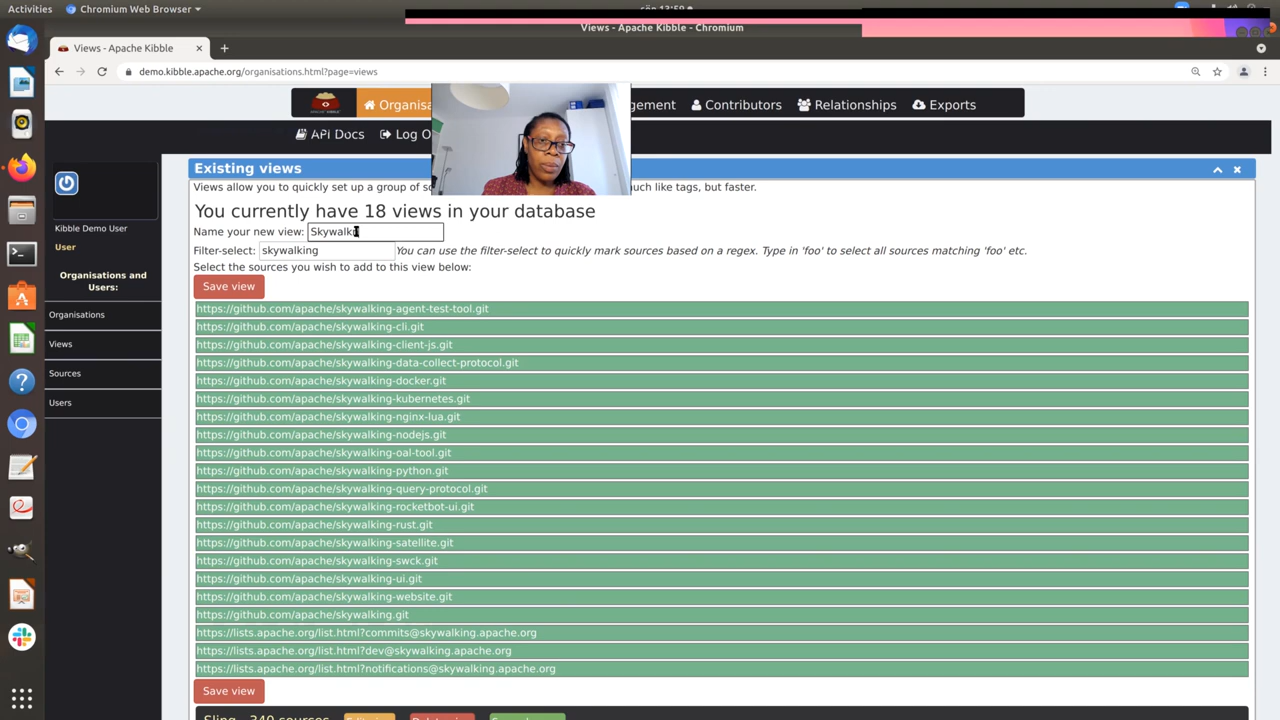 Activities Chromium Web Browser
Views - Apache Kibble - Chromium
Views - Apache Kibble
demo.kibble.apache.org/organisations.html?page=views
Contributors Relationships Exports
API Docs
Existing views
Views allow you to quickly set up a group of
like tags, but faster.
You currently have 18 views in your database
Name your new view:
Filter-select: skywalking You can use the filter-select to quickly mark sources based on a regex. Type in 'foo' to select all sources matching 'foo' etc.
Select the sources you wish to add to this view below:
Save view
Kibble Demo User
User
Organisations and
Users:
Organisations
Views
Sources
Users
https://github.com/apache/skywalking-agent-test-tool.git
https://github.com/apache/skywalking-cli.git
https://github.com/apache/skywalking-client-js.git
https://github.com/apache/skywalking-data-collect-protocol.git
https://github.com/apache/skywalking-docker.git
https://github.com/apache/skywalking-kubernetes.git
https://github.com/apache/skywalking-nginx-lua.git
https://github.com/apache/skywalking-nodejs.git
https://github.com/apache/skywalking-oal-tool.git
https://github.com/apache/skywalking-python.git
https://github.com/apache/skywalking-query-protocol.git
https://github.com/apache/skywalking-rocketbot-ui.git
https://github.com/apache/skywalking-rust.git
https://github.com/apache/skywalking-satellite.git
https://github.com/apache/skywalking-swck.git
https://github.com/apache/skywalking-ui.git
https://github.com/apache/skywalking-website.git
https://github.com/apache/skywalking.git
https://lists.apache.org/list.html?commits@skywalking.apache.org
https://lists.apache.org/list.html?dev@skywalking.apache.org
https://lists.apache.org/list.html?notifications@skywalking.apache.org
Save view